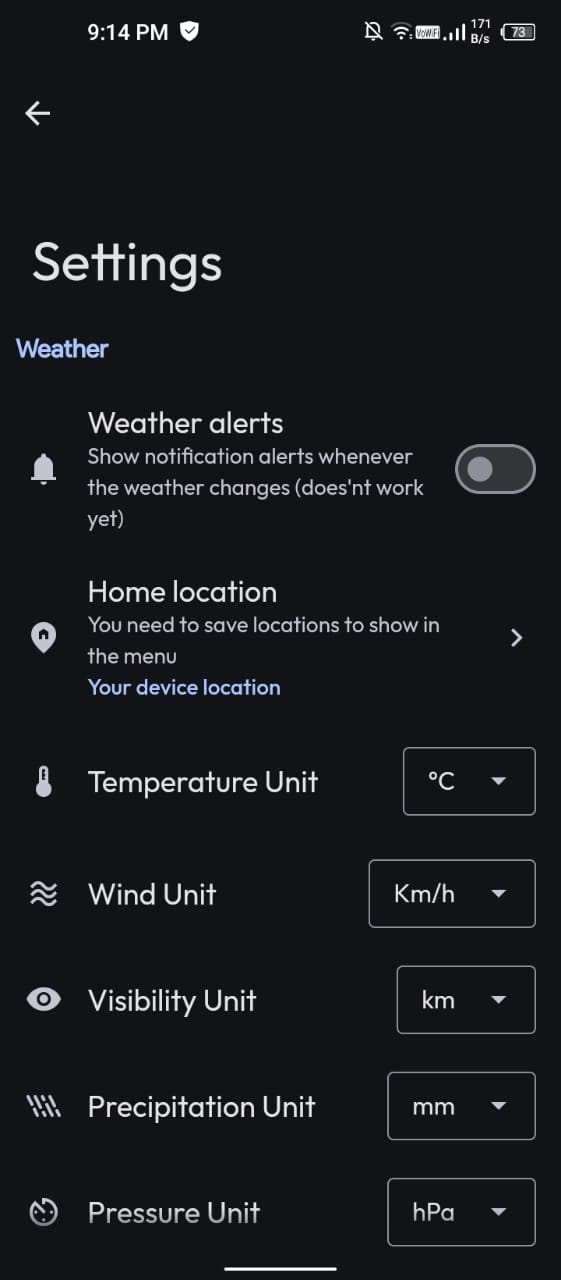 9:14 PM
VoWiFi
171
B/s
73
Settings
Weather
Weather alerts
Show notification alerts whenever
the weather changes (does'nt work
yet)
Home location
You need to save locations to show in
the menu
Your device location
Temperature Unit
°C
Wind Unit
Km/h
Visibility Unit
km
Precipitation Unit
mm
Pressure Unit
hPa